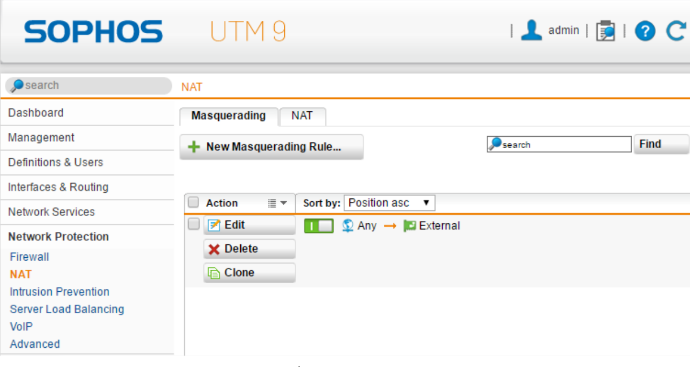 SOPHOS UTM 9 | admin | | ?
search NAT
Dashboard Masquerading NAT
Management
+ New Masquerading Rule... search Find
Definitions & Users
Interfaces & Routing
Action Sort by: Position asc
Network Services
Edit Any → External
Network Protection
Delete
Firewall
Clone
NAT
Intrusion Prevention
Server Load Balancing
VoIP
Advanced